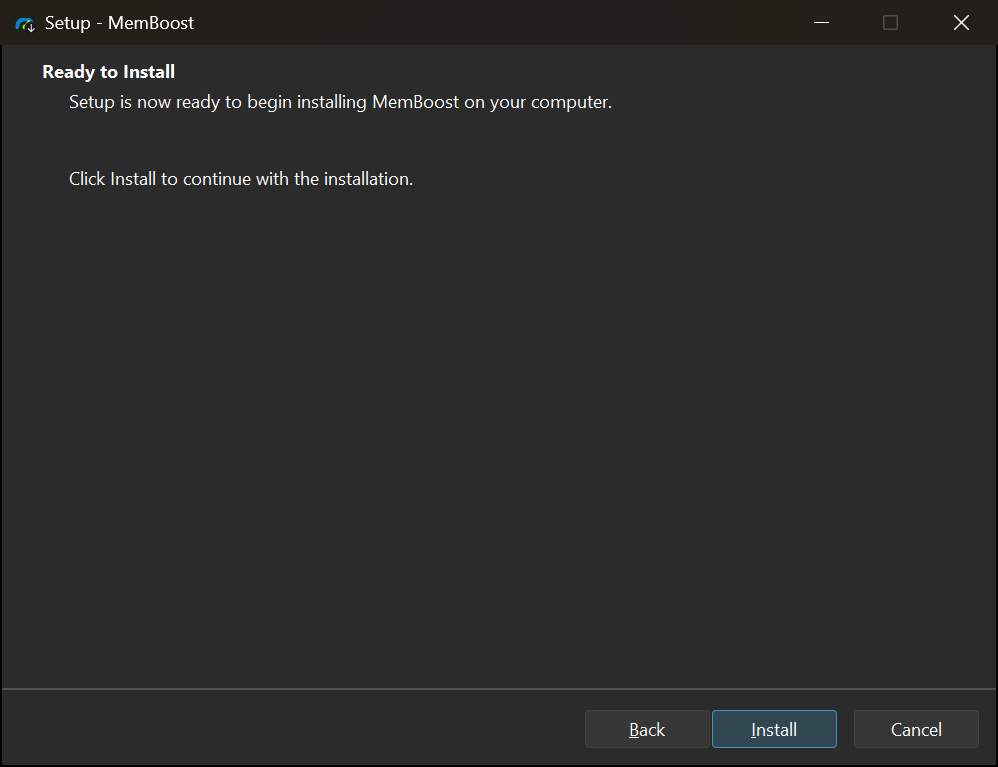 Setup - MemBoost
Ready to Install
Setup is now ready to begin installing MemBoost on your computer.
Click Install to continue with the installation.
Back Install Cancel